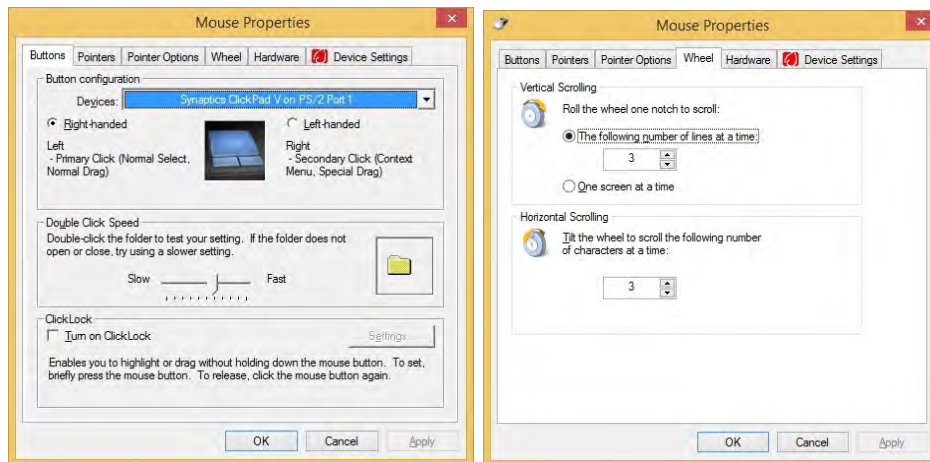 Mouse Properties
Buttons Pointers Pointer Options Wheel Hardware Device Settings
Button configuration
Devices: Synaptics ClickPad V on PS/2 Port 1
Right-handed
Left-handed
Left
- Primary Click (Normal Select,
Normal Drag)
Right
- Secondary Click (Context
Menu, Special Drag)
Double Click Speed
Double-click the folder to test your setting. If the folder does not
open or close, try using a slower
setting.
Slow Fast
ClickLock
Turn on ClickLock
Settings...
Enables you to highlight or drag without holding down the mouse button. To set,
briefly press the mouse button. To release, click the mouse button again.
OK Cancel Apply
Mouse Properties
Buttons Pointers Pointer Options Wheel Hardware Device Settings
Vertical Scrolling
Roll the wheel one notch to scroll:
The following number of lines at a time:
3
One screen at a time
Horizontal Scrolling
Tilt the wheel to scroll the following number
of characters at a time:
3
OK Cancel Apply